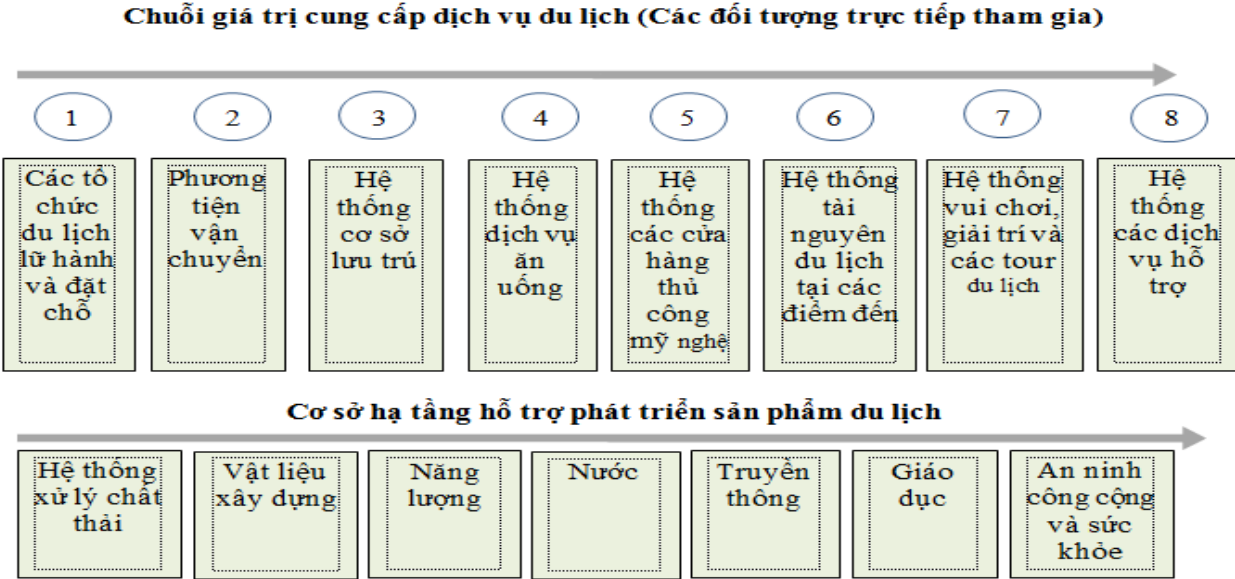 Chuỗi giá trị cung cấp dịch vụ du lịch (Các đối tượng trực tiếp tham gia)
1
2
3
4
5
6
7
8
Các tổ
chức
du lịch
lữ hành
và đặt
chỗ
Phương
tiện
vận
chuyển
Hệ
thống
cơ sở
lưu trú
Hệ
thống
dịch vụ
ăn
uống
Hệ
thống
các cửa
hàng
thủ
công
mỹ nghệ
Hệ thống
tài
nguyên
du lịch
tại các
điểm đến
Hệ thống
vui chơi,
giải trí và
các tour
du lịch
Hệ
thống
các dịch
vụ hỗ
trợ
Cơ sở hạ tầng hỗ trợ phát triển sản phẩm du lịch
Hệ thống
xử lý chất
thải
Vật liệu
xây dựng
Năng
lượng
Nước
Truyền
thông
Giáo
dục
An ninh
công cộng
và sức
khỏe